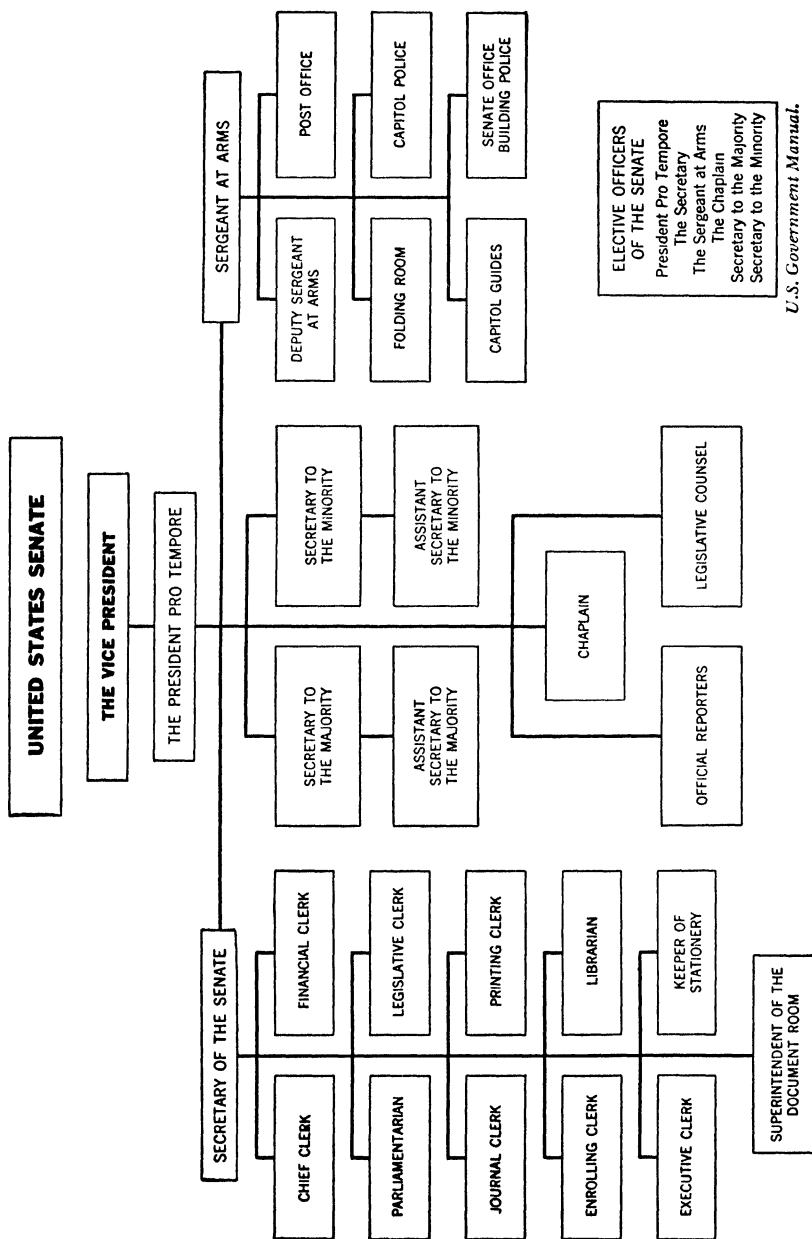 UNITED STATES SENATE
THE VICE PRESIDENT
THE PRESIDENT PRO TEMPORE
SECRETARY OF THE SENATE
CHIEF CLERK
FINANCIAL CLERK
PARLIAMENTARIAN
LEGISLATIVE CLERK
JOURNAL CLERK
PRINTING CLERK
ENROLLING CLERK
LIBRARIAN
EXECUTIVE CLERK
KEEPER OF
STATIONERY
SUPERINTENDENT OF THE
DOCUMENT ROOM
SECRETARY TO
THE MAJORITY
SECRETARY TO
THE MINORITY
ASSISTANT
SECRETARY TO
THE MAJORITY
ASSISTANT
SECRETARY TO
THE MINORITY
CHAPLAIN
OFFICIAL REPORTERS
LEGISLATIVE COUNSEL
SERGEANT AT ARMS
DEPUTY SERGEANT
AT ARMS
POST OFFICE
FOLDING ROOM
CAPITOL POLICE
CAPITOL GUIDES
SENATE OFFICE
BUILDING POLICE
ELECTIVE OFFICERS
OF THE SENATE
President Pro Tempore
The Secretary
The Sergeant at Arms
The Chaplain
Secretary to the Majority
Secretary to the Minority
U.S. Government Manual.